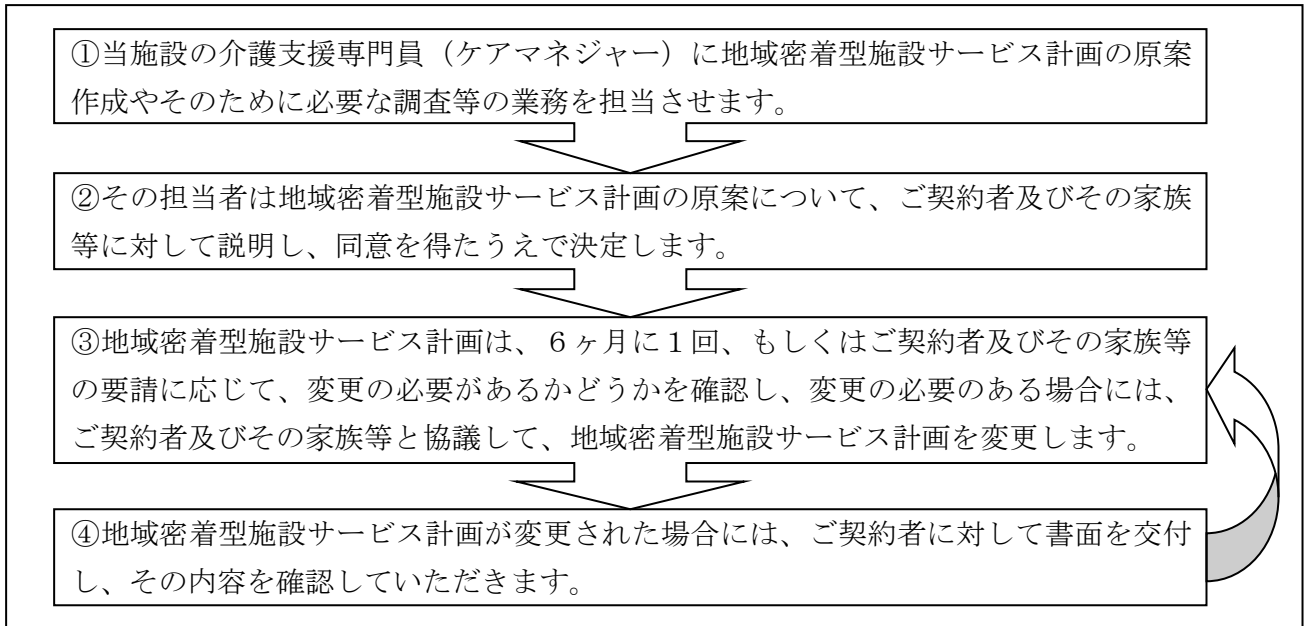 ①当施設の介護支援専門員（ケアマネジャー）に地域密着型施設サービス計画の原案
作成やそのために必要な調査等の業務を担当させます。
②その担当者は地域密着型施設サービス計画の原案について、ご契約者及びその家族
等に対して説明し、同意を得たうえで決定します。
③地域密着型施設サービス計画は、６ヶ月に１回、もしくはご契約者及びその家族等
の要請に応じて、変更の必要があるかどうかを確認し、変更の必要のある場合には、
ご契約者及びその家族等と協議して、地域密着型施設サービス計画を変更します。
④地域密着型施設サービス計画が変更された場合には、ご契約者に対して書面を交付
し、その内容を確認していただきます。